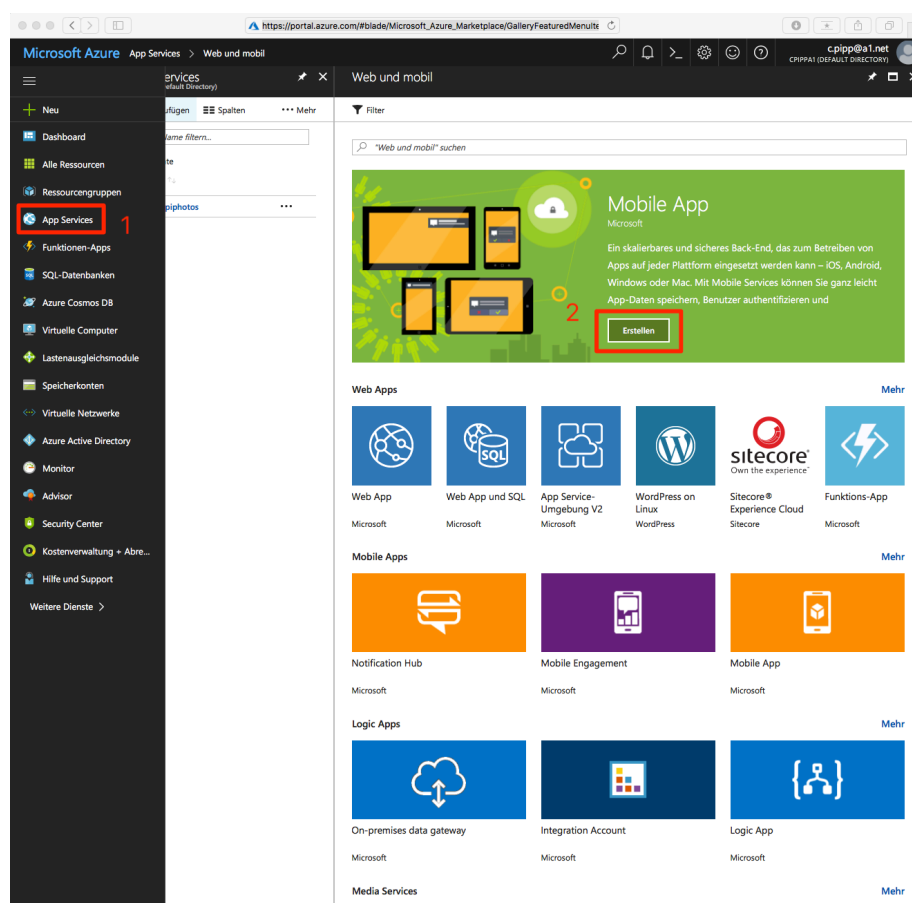 https://portal.azure.com/#blade/Microsoft_Azure_Marketplace/GalleryFeaturedMenuIte
Microsoft Azure App Services > Web und mobil
c.pipp@a1.net
CPIPPA1 (DEFAULT DIRECTORY)
ervices
efault Directory)
Web und mobil
Neu
ufügen
Spalten
Mehr
Filter
Dashboard
lame filtern...
"Web und mobil" suchen
Alle Ressourcen
te
Ressourcengruppen
App Services
1
piphotos
Funktionen-Apps
SQL-Datenbanken
Azure Cosmos DB
Virtuelle Computer
Lastenausgleichsmodule
Speicherkonten
Virtuelle Netzwerke
Azure Active Directory
Monitor
Advisor
Security Center
Kostenverwaltung + Abre...
Hilfe und Support
Weitere Dienste >
Mobile App
Microsoft
Ein skalierbares und sicheres Back-End, das zum Betreiben von
Apps auf jeder Plattform eingesetzt werden kann – iOS, Android,
Windows oder Mac. Mit Mobile Services können Sie ganz leicht
App-Daten speichern, Benutzer authentifizieren und
2
Erstellen
Web Apps
Mehr
SQL
sitecore®
Own the experience™
Web App
Web App und SQL
App Service-
Umgebung V2
WordPress on
Linux
Sitecore®
Experience Cloud
Funktions-App
Microsoft
Microsoft
Microsoft
WordPress
Sitecore
Microsoft
Mobile Apps
Mehr
Notification Hub
Mobile Engagement
Mobile App
Microsoft
Microsoft
Microsoft
Logic Apps
Mehr
On-premises data gateway
Integration Account
Logic App
Microsoft
Microsoft
Microsoft
Media Services
Mehr